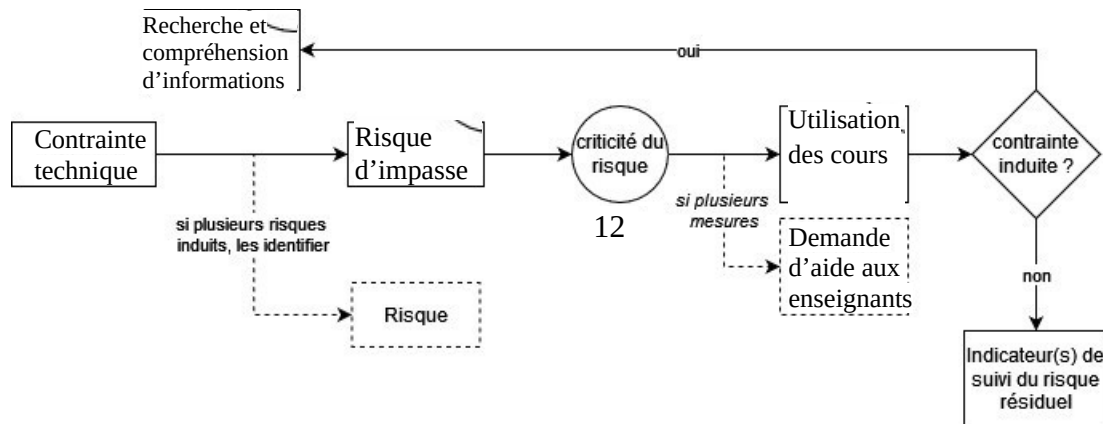 Recherche et
compréhension
d’informations
oui
Contrainte
technique
Risque
d’impasse
criticité du
risque
12
Utilisation
des cours
contrainte
induite ?
si plusieurs risques
induits, les identifier
si plusieurs
mesures
Demande
d’aide aux
enseignants
Risque
non
Indicateur(s) de
suivi du risque
résiduel